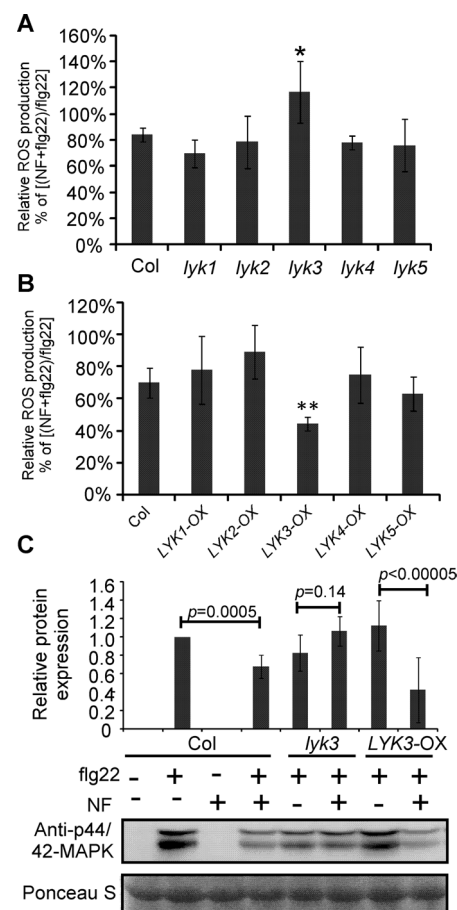 A
Relative ROS production
% of [(NF+flg22)/flg22]
160%
140%
120%
100%
80%
60%
40%
20%
0%
*
Col lyk1 lyk2 lyk3 lyk4 lyk5
B
Relative ROS production
% of [(NF+flg22)/flg22]
120%
100%
80%
60%
40%
20%
0%
**
Col LYK1-OX LYK2-OX LYK3-OX LYK4-OX LYK5-OX
C
Relative protein
expression
1.6
1.4
1.2
1.0
0.8
0.6
0.4
0.2
0
p=0.0005
p=0.14
p<0.00005
Col lyk3 LYK3-OX
flg22 - + - + + + + +
NF - - + + - + - +
Anti-p44/
42-MAPK
Ponceau S